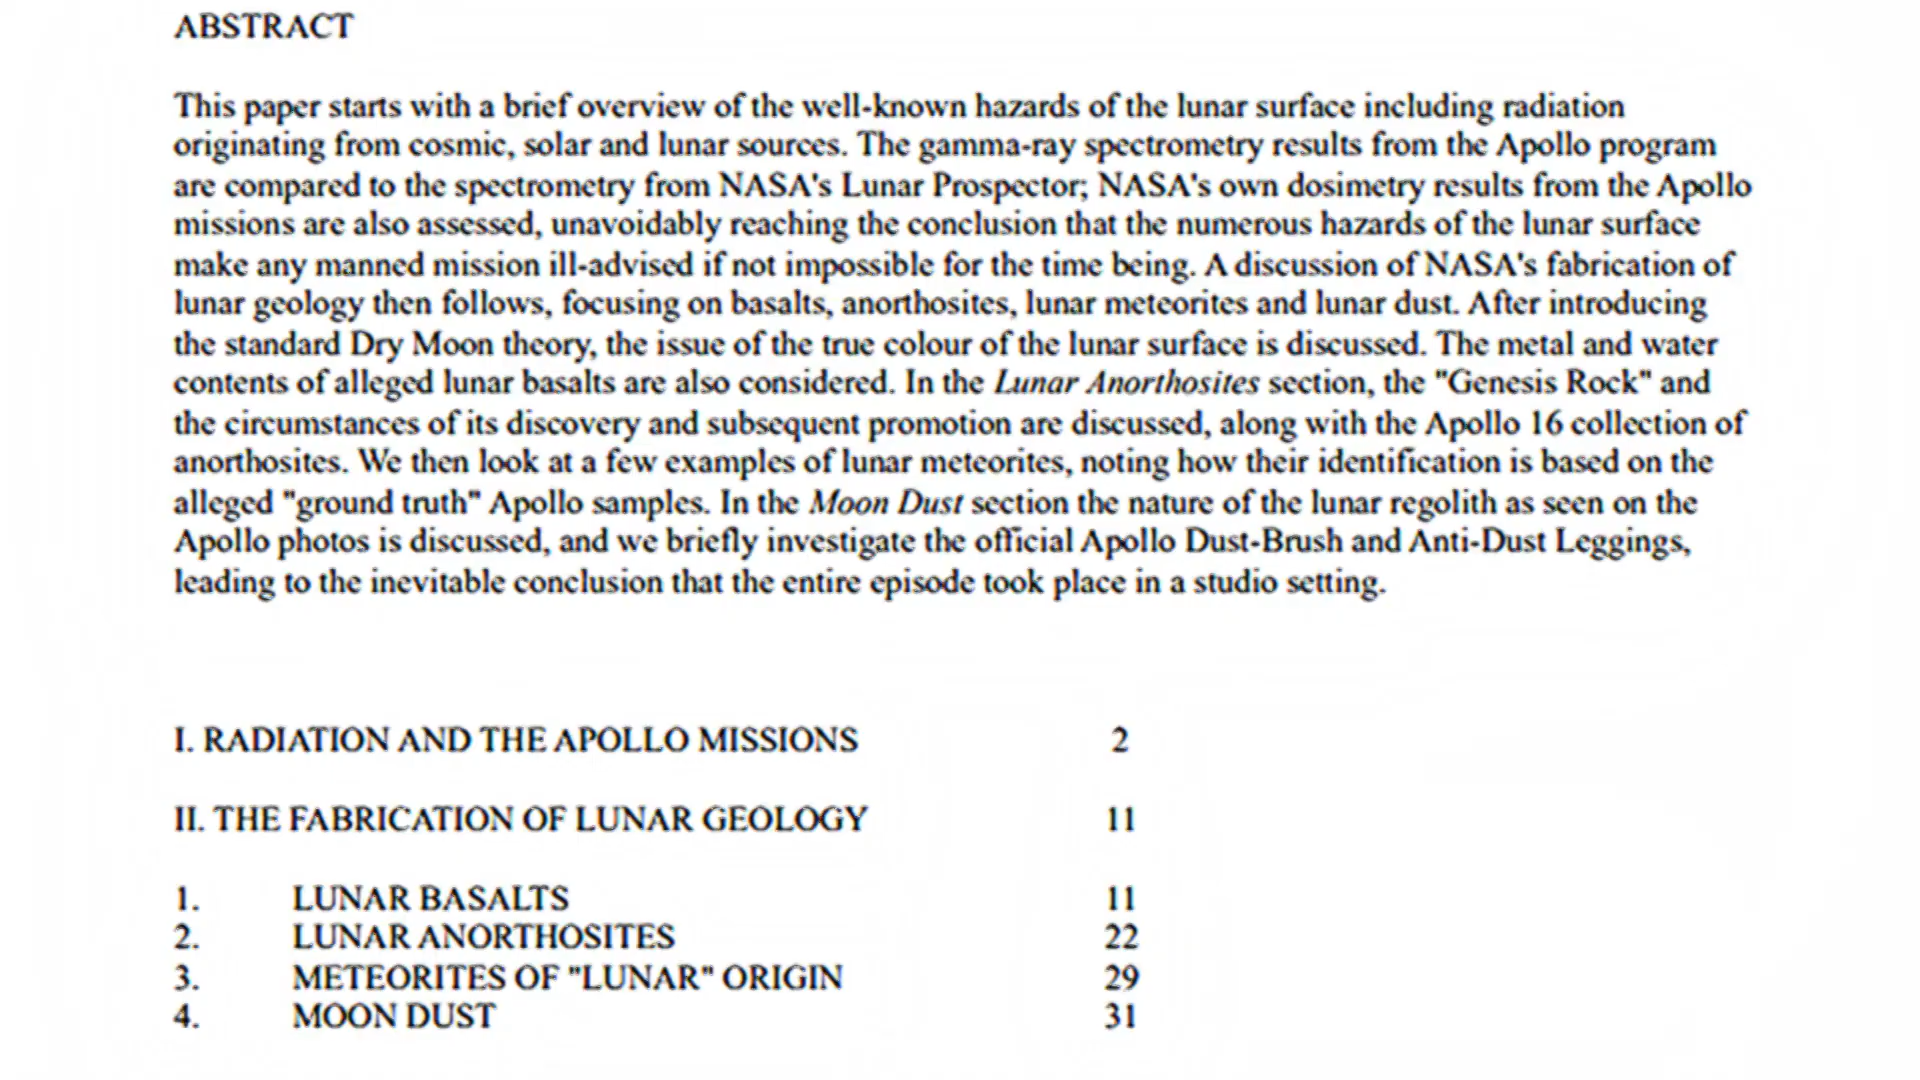 ABSTRACT
This paper starts with a brief overview of the well-known hazards of the lunar surface including radiation
originating from cosmic, solar and lunar sources. The gamma-ray spectrometry results from the Apollo program
are compared to the spectrometry from NASA's Lunar Prospector; NASA's own dosimetry results from the Apollo
missions are also assessed, unavoidably reaching the conclusion that the numerous hazards of the lunar surface
make any manned mission ill-advised if not impossible for the time being. A discussion of NASA's fabrication of
lunar geology then follows, focusing on basalts, anorthosites, lunar meteorites and lunar dust. After introducing
the standard Dry Moon theory, the issue of the true colour of the lunar surface is discussed. The metal and water
contents of alleged lunar basalts are also considered. In the Lunar Anorthosites section, the "Genesis Rock" and
the circumstances of its discovery and subsequent promotion are discussed, along with the Apollo 16 collection of
anorthosites. We then look at a few examples of lunar meteorites, noting how their identification is based on the
alleged "ground truth" Apollo samples. In the Moon Dust section the nature of the lunar regolith as seen on the
Apollo photos is discussed, and we briefly investigate the official Apollo Dust-Brush and Anti-Dust Leggings,
leading to the inevitable conclusion that the entire episode took place in a studio setting.
I. RADIATION AND THE APOLLO MISSIONS 2
II. THE FABRICATION OF LUNAR GEOLOGY 11
1. LUNAR BASALTS 11
2. LUNAR ANORTHOSITES 22
3. METEORITES OF "LUNAR" ORIGIN 29
4. MOON DUST 31